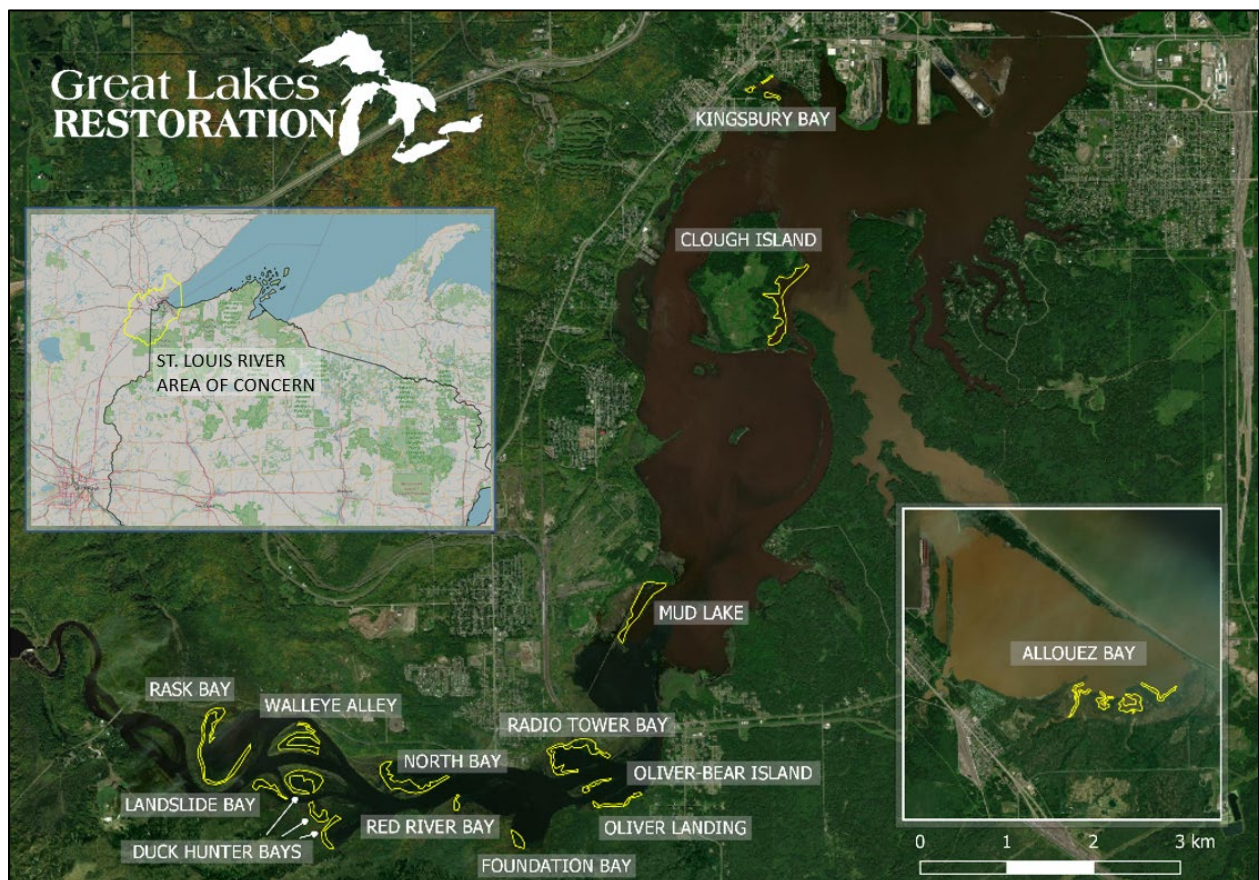 Great Lakes
RESTORATION
KINGSBURY BAY
CLOUGH ISLAND
ST. LOUIS RIVER
AREA OF CONCERN
MUD LAKE
ALLOUEZ BAY
RASK BAY
WALLEYE ALLEY
RADIO TOWER BAY
NORTH BAY
OLIVER-BEAR ISLAND
LANDSLIDE BAY
RED RIVER BAY
OLIVER LANDING
DUCK HUNTER BAYS
FOUNDATION BAY
0 1 2 3 km